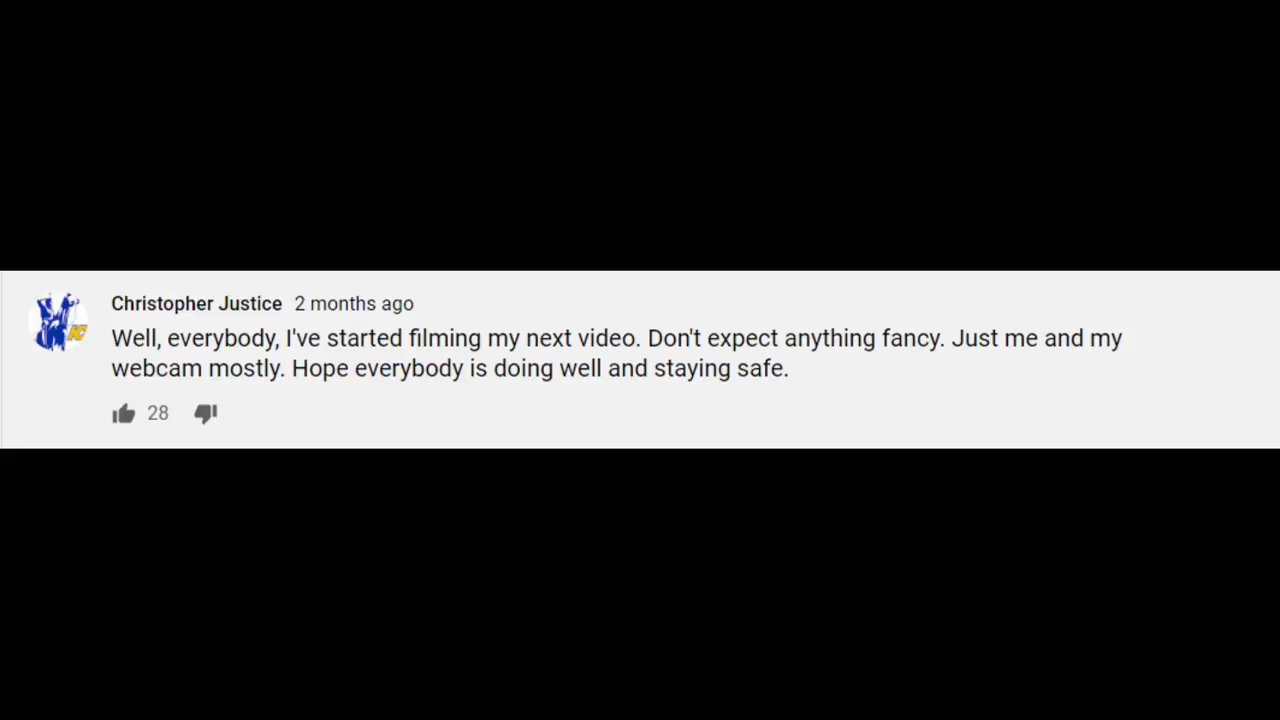 Christopher Justice 2 months ago
Well, everybody, I've started filming my next video. Don't expect anything fancy. Just me and my
webcam mostly. Hope everybody is doing well and staying safe.
28